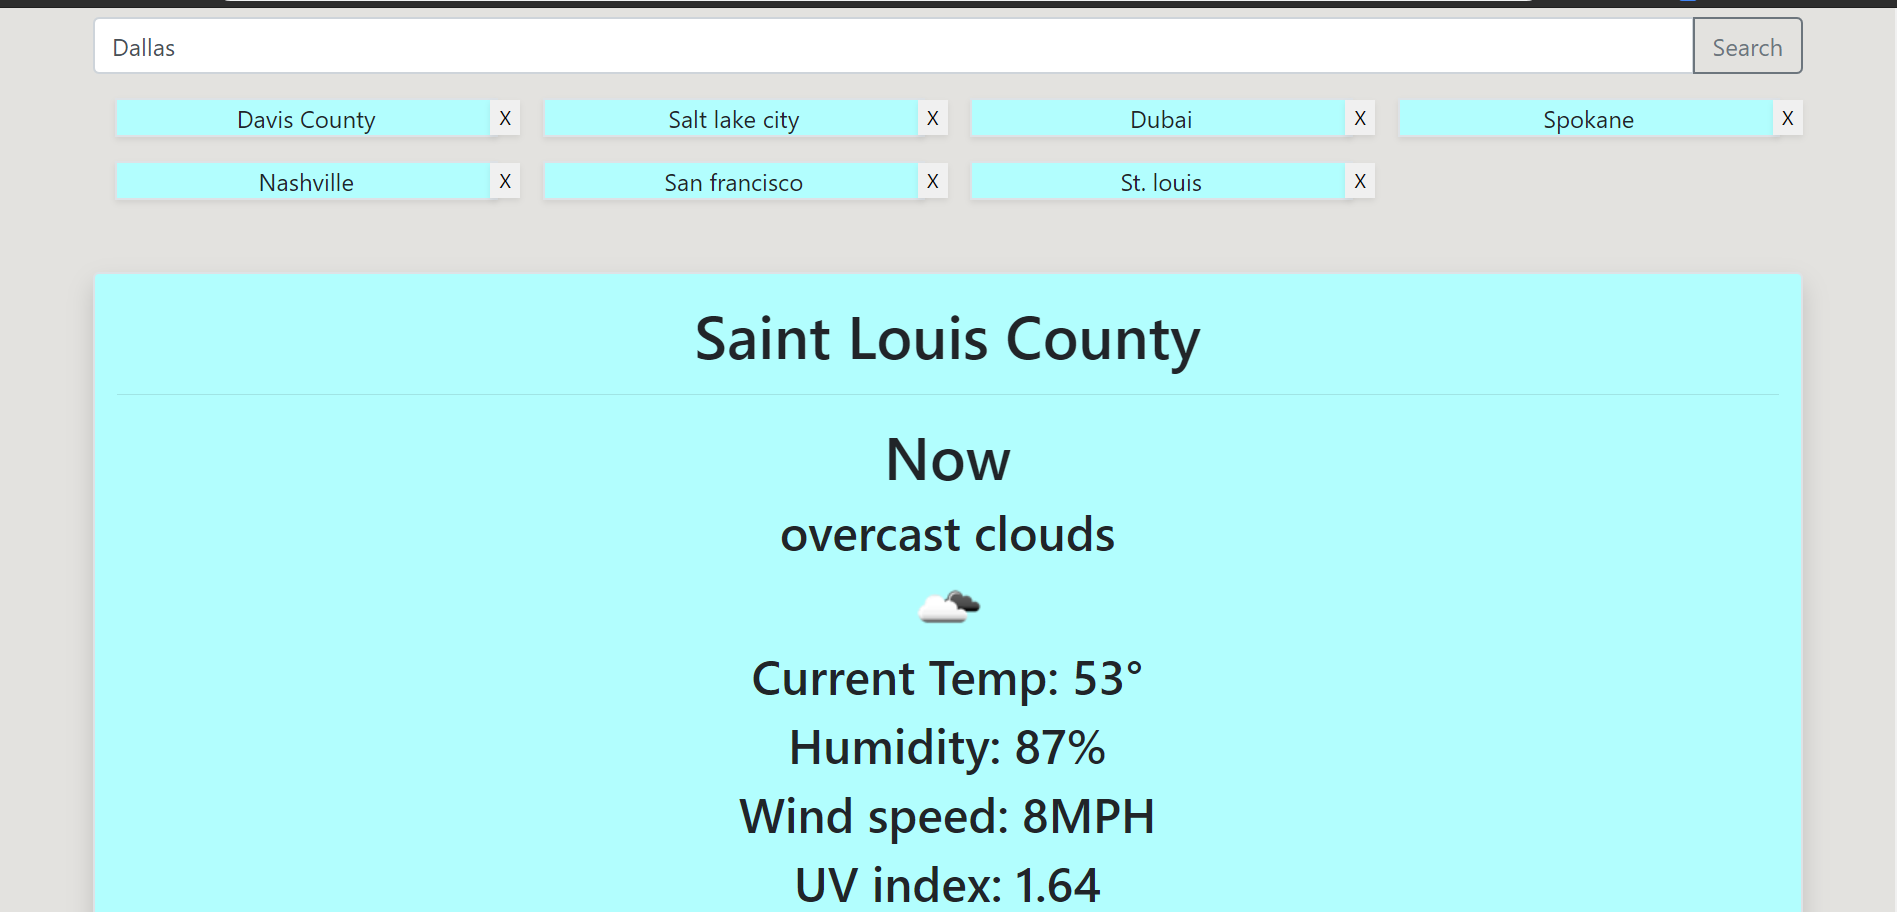 Dallas Search
Davis County X Salt lake city X Dubai X Spokane X
Nashville X San francisco X St. louis X
Saint Louis County
Now
overcast clouds
Current Temp: 53°
Humidity: 87%
Wind speed: 8MPH
UV index: 1.64